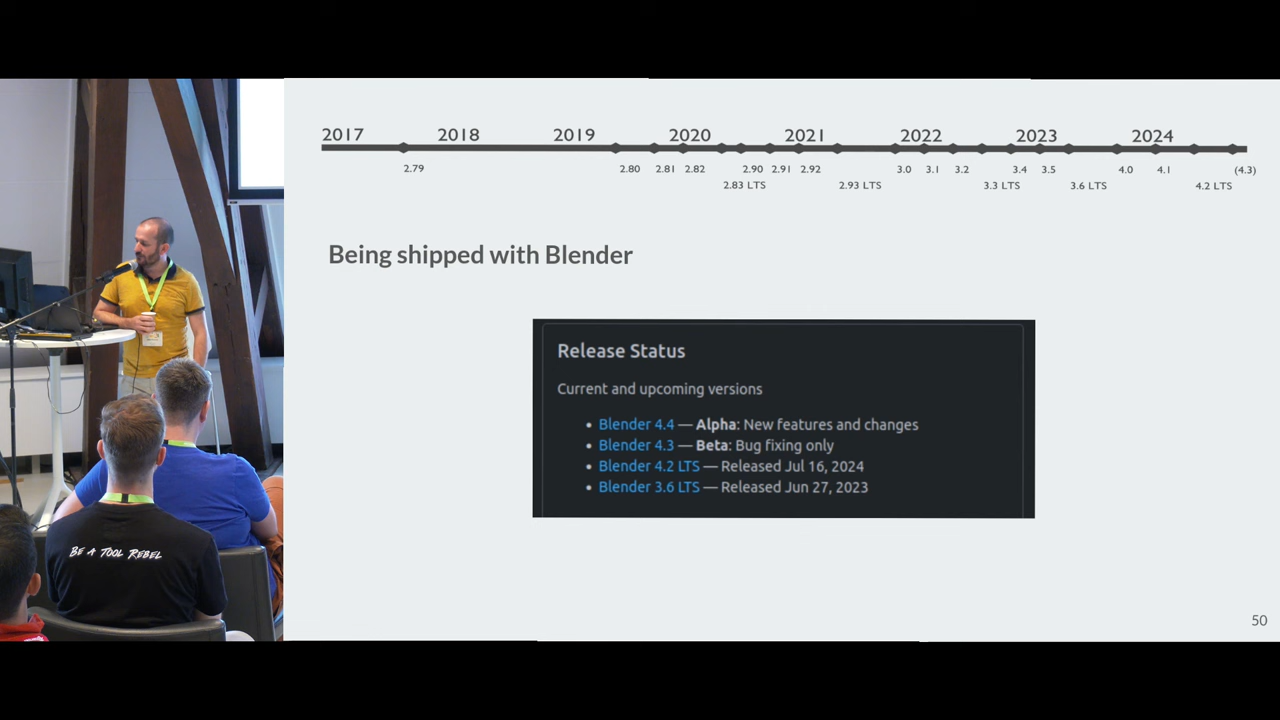 2017 2018 2019 2020 2021 2022 2023 2024
2.79 2.80 2.81 2.82 2.90 2.91 2.92 3.0 3.1 3.2 3.4 3.5 4.0 4.1 (4.3)
2.83 LTS 2.93 LTS 3.3 LTS 3.6 LTS 4.2 LTS
Being shipped with Blender
Release Status
Current and upcoming versions
• Blender 4.4 — Alpha: New features and changes
• Blender 4.3 — Beta: Bug fixing only
• Blender 4.2 LTS — Released Jul 16, 2024
• Blender 3.6 LTS — Released Jun 27, 2023
50
BE A TOOL REBEL